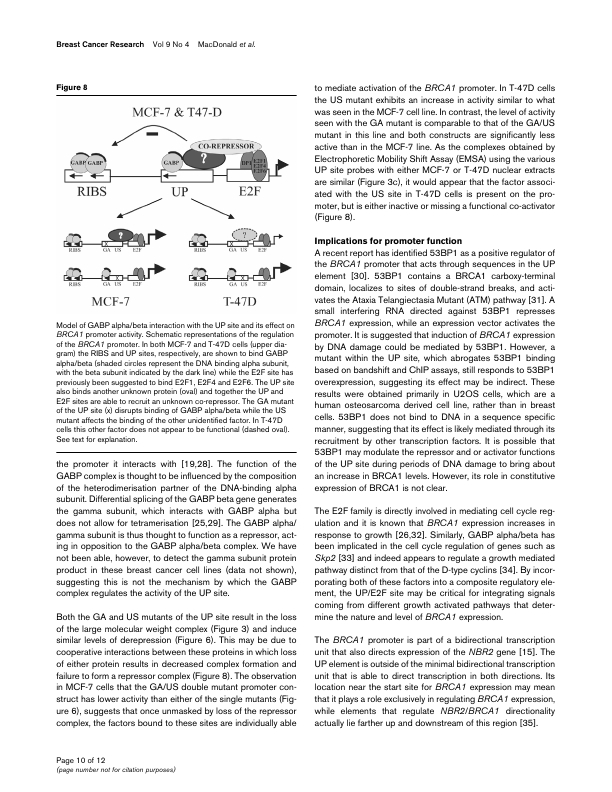 Breast Cancer Research Vol 9 No 4 MacDonald et al.
Figure 8
MCF-7 & T47-D
CO-REPRESSOR
GABP GABP
GABP
?
DP1
E2F1
E2F4
E2F6
RIBS
UP
E2F
?
?
RIBS
GA US
E2F
RIBS
GA US
E2F
X
X
RIBS
GA US
E2F
RIBS
GA US
E2F
X
X
MCF-7
T-47D
Model of GABP alpha/beta interaction with the UP site and its effect on
BRCA1 promoter activity. Schematic representations of the regulation
of the BRCA1 promoter. In both MCF-7 and T-47D cells (upper dia-
gram) the RIBS and UP sites, respectively, are shown to bind GABP
alpha/beta (shaded circles represent the DNA binding alpha subunit,
with the beta subunit indicated by the dark line) while the E2F site has
previously been suggested to bind E2F1, E2F4 and E2F6. The UP site
also binds another unknown protein (oval) and together the UP and
E2F sites are able to recruit an unknown co-repressor. The GA mutant
of the UP site (x) disrupts binding of GABP alpha/beta while the US
mutant affects the binding of the other unidentified factor. In T-47D
cells this other factor does not appear to be functional (dashed oval).
See text for explanation.
the promoter it interacts with [19,28]. The function of the
GABP complex is thought to be influenced by the composition
of the heterodimerisation partner of the DNA-binding alpha
subunit. Differential splicing of the GABP beta gene generates
the gamma subunit, which interacts with GABP alpha but
does not allow for tetramerisation [25,29]. The GABP alpha/
gamma subunit is thus thought to function as a repressor, act-
ing in opposition to the GABP alpha/beta complex. We have
not been able, however, to detect the gamma subunit protein
product in these breast cancer cell lines (data not shown),
suggesting this is not the mechanism by which the GABP
complex regulates the activity of the UP site.
Both the GA and US mutants of the UP site result in the loss
of the large molecular weight complex (Figure 3) and induce
similar levels of derepression (Figure 6). This may be due to
cooperative interactions between these proteins in which loss
of either protein results in decreased complex formation and
failure to form a repressor complex (Figure 8). The observation
in MCF-7 cells that the GA/US double mutant promoter con-
struct has lower activity than either of the single mutants (Fig-
ure 6), suggests that once unmasked by loss of the repressor
complex, the factors bound to these sites are individually able
to mediate activation of the BRCA1 promoter. In T-47D cells
the US mutant exhibits an increase in activity similar to what
was seen in the MCF-7 cell line. In contrast, the level of activity
seen with the GA mutant is comparable to that of the GA/US
mutant in this line and both constructs are significantly less
active than in the MCF-7 line. As the complexes obtained by
Electrophoretic Mobility Shift Assay (EMSA) using the various
UP site probes with either MCF-7 or T-47D nuclear extracts
are similar (Figure 3c), it would appear that the factor associ-
ated with the US site in T-47D cells is present on the pro-
moter, but is either inactive or missing a functional co-activator
(Figure 8).
Implications for promoter function
A recent report has identified 53BP1 as a positive regulator of
the BRCA1 promoter that acts through sequences in the UP
element [30]. 53BP1 contains a BRCA1 carboxy-terminal
domain, localizes to sites of double-strand breaks, and acti-
vates the Ataxia Telangiectasia Mutant (ATM) pathway [31]. A
small interfering RNA directed against 53BP1 represses
BRCA1 expression, while an expression vector activates the
promoter. It is suggested that induction of BRCA1 expression
by DNA damage could be mediated by 53BP1. However, a
mutant within the UP site, which abrogates 53BP1 binding
based on bandshift and ChIP assays, still responds to 53BP1
overexpression, suggesting its effect may be indirect. These
results were obtained primarily in U2OS cells, which are a
human osteosarcoma derived cell line, rather than in breast
cells. 53BP1 does not bind to DNA in a sequence specific
manner, suggesting that its effect is likely mediated through its
recruitment by other transcription factors. It is possible that
53BP1 may modulate the repressor and or activator functions
of the UP site during periods of DNA damage to bring about
an increase in BRCA1 levels. However, its role in constitutive
expression of BRCA1 is not clear.
The E2F family is directly involved in mediating cell cycle reg-
ulation and it is known that BRCA1 expression increases in
response to growth [26,32]. Similarly, GABP alpha/beta has
been implicated in the cell cycle regulation of genes such as
Skp2 [33] and indeed appears to regulate a growth mediated
pathway distinct from that of the D-type cyclins [34]. By incor-
porating both of these factors into a composite regulatory ele-
ment, the UP/E2F site may be critical for integrating signals
coming from different growth activated pathways that deter-
mine the nature and level of BRCA1 expression.
The BRCA1 promoter is part of a bidirectional transcription
unit that also directs expression of the NBR2 gene [15]. The
UP element is outside of the minimal bidirectional transcription
unit that is able to direct transcription in both directions. Its
location near the start site for BRCA1 expression may mean
that it plays a role exclusively in regulating BRCA1 expression,
while elements that regulate NBR2/BRCA1 directionality
actually lie farther up and downstream of this region [35].
Page 10 of 12
(page number not for citation purposes)